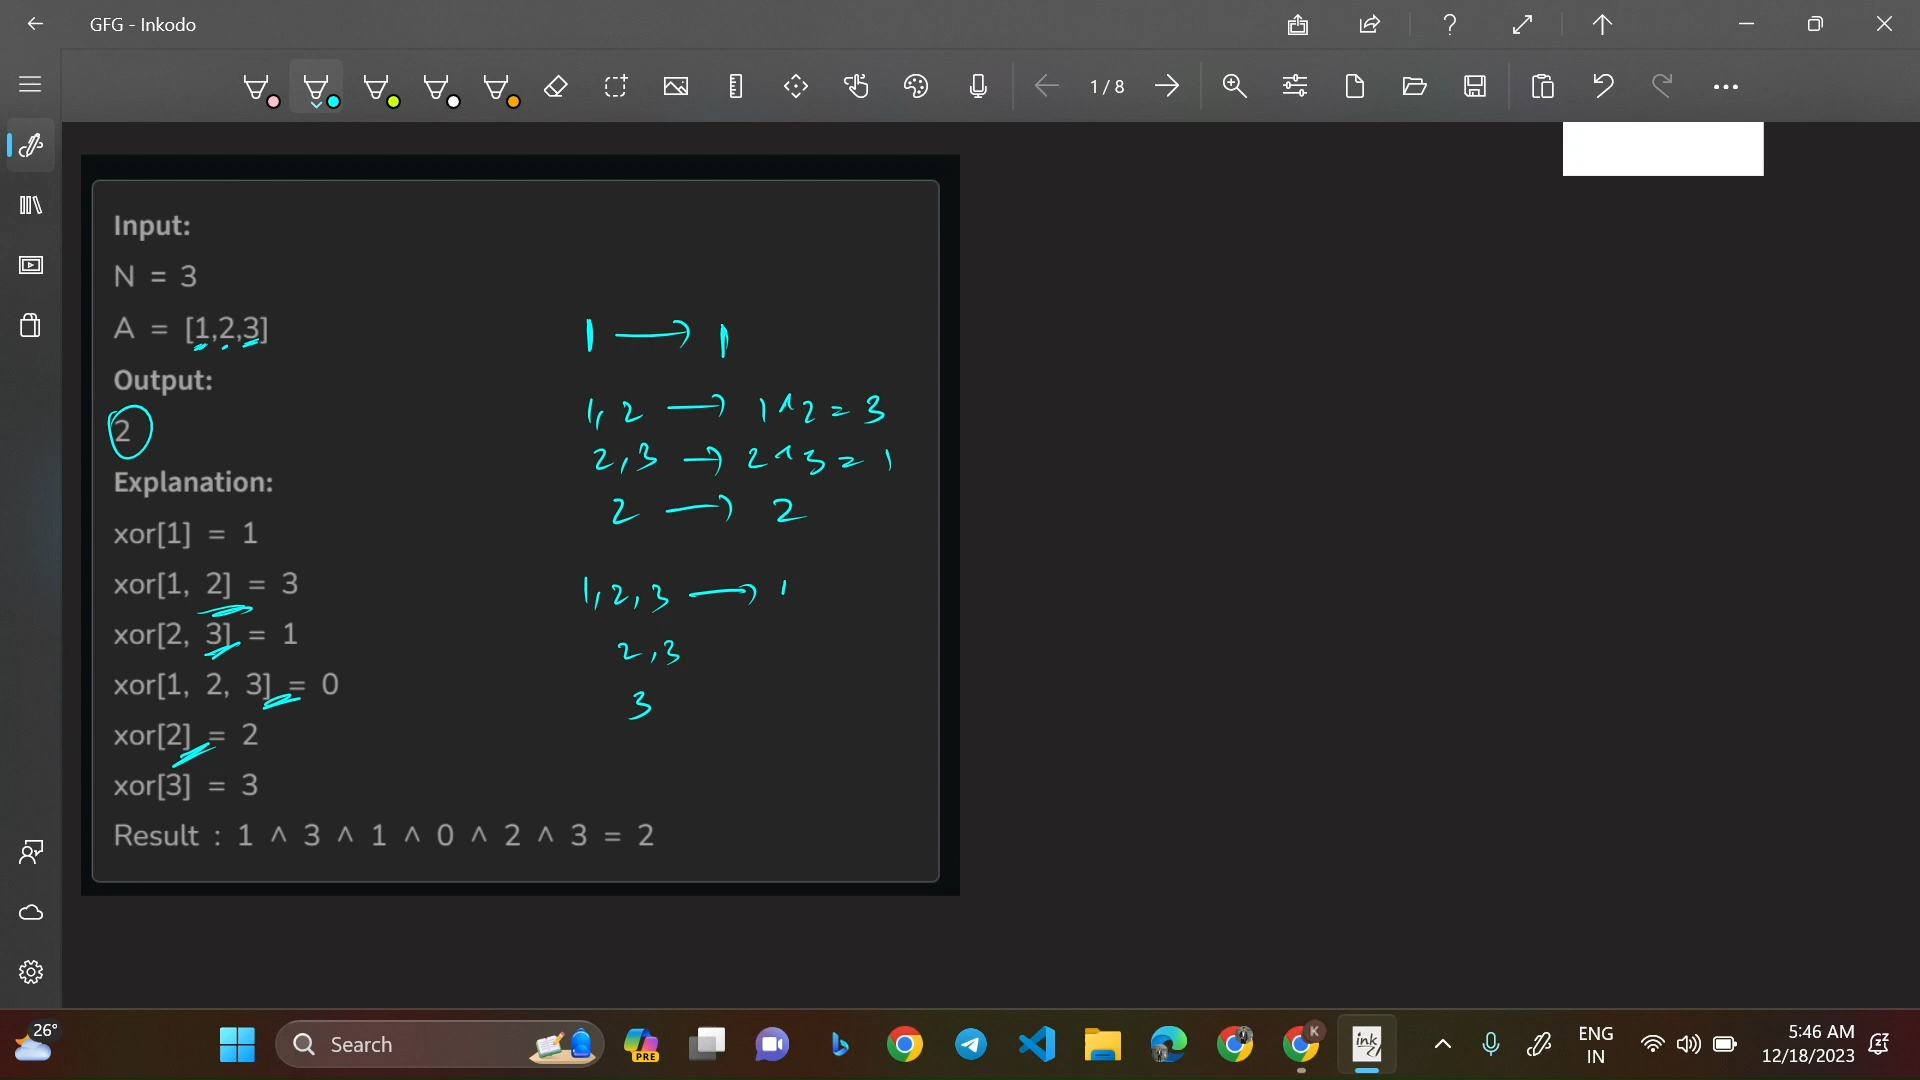 GFG - Inkodo
1 / 8
Input:
N = 3
A = [1,2,3]
Output:
2
Explanation:
xor[1] = 1
xor[1, 2] = 3
xor[2, 3] = 1
xor[1, 2, 3] = 0
xor[2] = 2
xor[3] = 3
Result : 1 ^ 3 ^ 1 ^ 0 ^ 2 ^ 3 = 2
1 → 1
1, 2 → 1 ^ 2 = 3
2, 3 → 2 ^ 3 = 1
2 → 2
1, 2, 3 → 1
2, 3
3
26°
Search
PRE
K
ink
ENG
IN
5:46 AM
12/18/2023